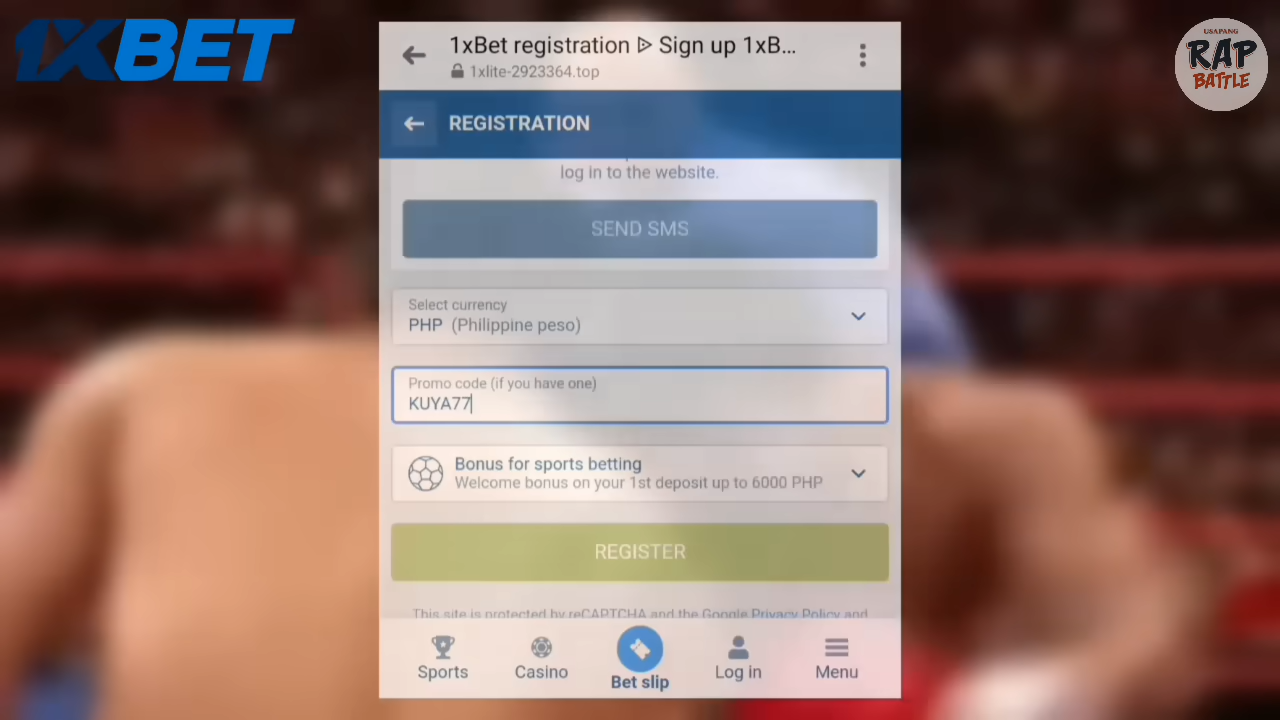 1XBET
1xBet registration ᐉ Sign up 1xB...
1xlite-2923364.top
USAPANG
RAP
BATTLE
REGISTRATION
log in to the website.
SEND SMS
Select currency
PHP (Philippine peso)
Promo code (if you have one)
KUYA77
Bonus for sports betting
Welcome bonus on your 1st deposit up to 6000 PHP
REGISTER
This site is protected by reCAPTCHA and the Google Privacy Policy and
Sports
Casino
Bet slip
Log in
Menu